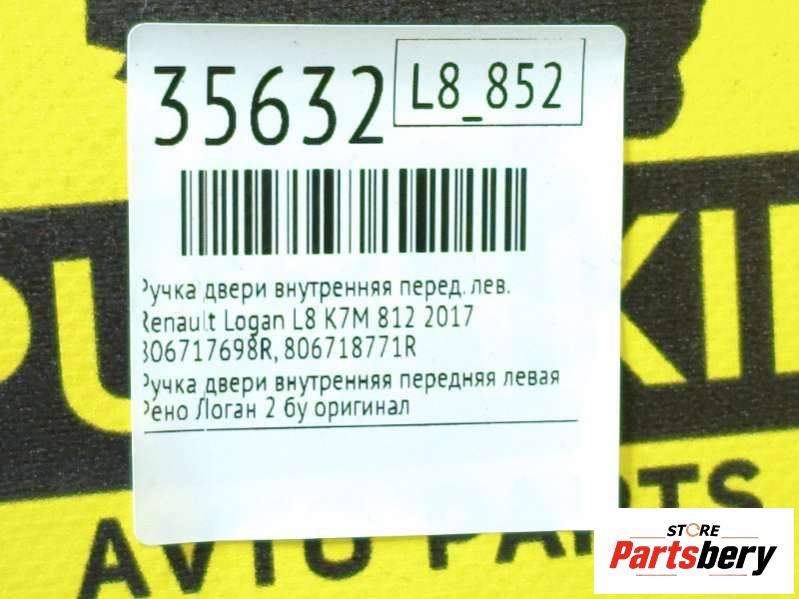 35632
L8_852
Ручка двери внутренняя перед. лев.
Renault Logan L8 K7M 812 2017
806717698R, 806718771R
Ручка двери внутренняя передняя левая
Рено Логан 2 бу оригинал
STORE
Partsbery